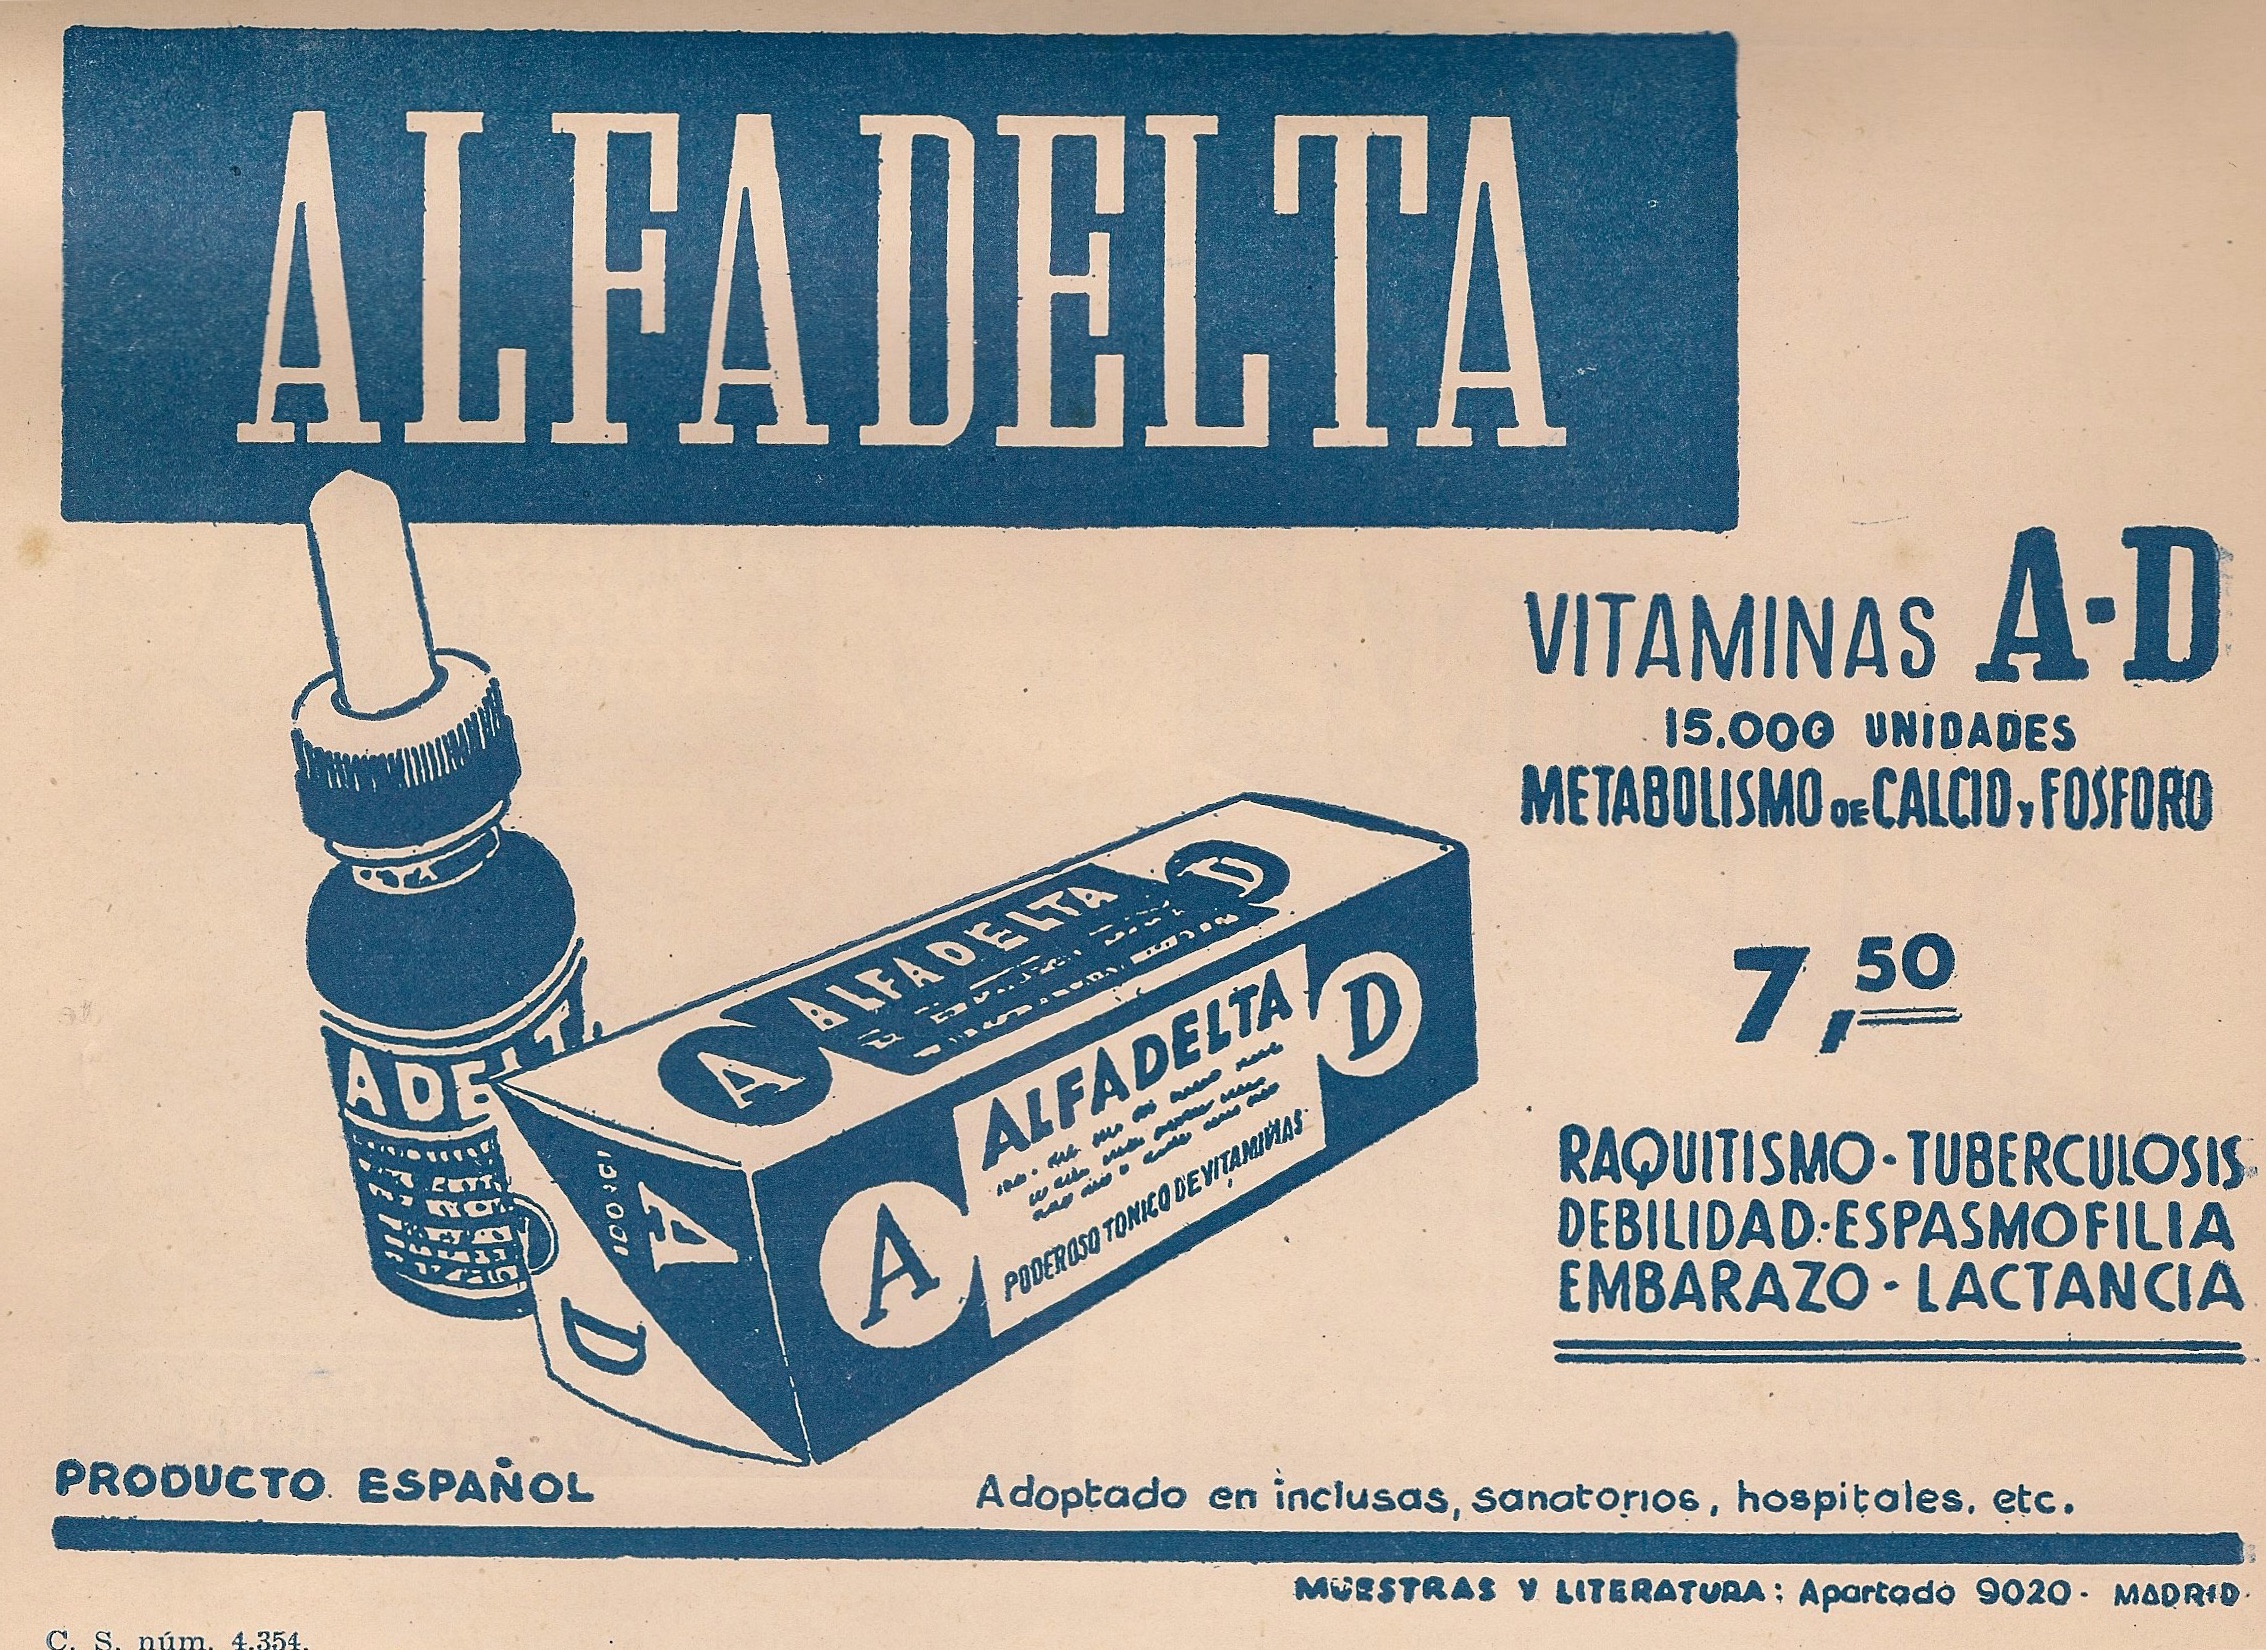 ALFADELTA
VITAMINAS A-D
15.000 UNIDADES
METABOLISMO DE CALCIO Y FOSFORO
7,50
RAQUITISMO - TUBERCULOSIS
DEBILIDAD - ESPASMOFILIA
EMBARAZO - LACTANCIA
ADELTA
A ALFADELTA D
ALFADELTA
A D
PODEROSO TONICO DE VITAMINAS
A
D
PRODUCTO ESPAÑOL
Adoptado en inclusas, sanatorios, hospitales, etc.
MUESTRAS Y LITERATURA: Apartado 9020 - MADRID
C. S. núm. 4.354.